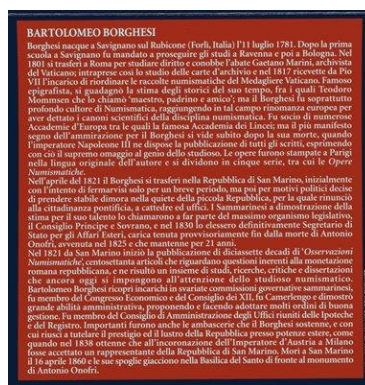 BARTOLOMEO BORGHESI
Borghesi nacque a Savignano sul Rubicone (Forlì, Italia) l'11 luglio 1781. Dopo la prima
scuola a Savignano fu mandato a proseguire gli studi a Ravenna e poi a Bologna. Nel
1801 si trasferì a Roma per studiare diritto e conobbe l'abate Gaetano Marini, archivista
del Vaticano; intraprese così lo studio delle carte d'archivio e nel 1817 ricevette da Pio
VII l'incarico di riordinare le raccolte numismatiche del Medagliere Vaticano. Famoso
epigrafista, si guadagnò la stima degli storici del suo tempo, fra i quali Teodoro
Mommsen che lo chiamò 'maestro, padrino e amico'; ma il Borghesi fu soprattutto
profondo cultore di Numismatica, raggiungendo in tal campo rinomanza europea per
aver dettato i canoni scientifici della disciplina numismatica. Fu socio di numerose
Accademie d'Europa tra le quali la famosa Accademia dei Lincei; ma il più manifesto
segno dell'ammirazione per il Borghesi si vide subito dopo la sua morte, quando
l'imperatore Napoleone III ne dispose la pubblicazione di tutti gli scritti, esprimendo
con ciò il supremo omaggio al genio dello studioso. Le opere furono stampate a Parigi
nella lingua originale dell'autore e si dividono in cinque serie, tra cui le Opere
Numismatiche.
Nell'aprile del 1821 il Borghesi si trasferì nella Repubblica di San Marino, inizialmente
con l'intento di fermarvisi solo per un breve periodo, ma poi per motivi politici decise
di prendere stabile dimora nella quiete della piccola Repubblica, per la quale rinunciò
alla cittadinanza pontificia, a cattedre ed uffici. I Sammarinesi a dimostrazione della
stima per il suo talento lo chiamarono a far parte del massimo organismo legislativo,
il Consiglio Principe e Sovrano, e nel 1830 lo elessero definitivamente Segretario di
Stato per gli Affari Esteri, carica tenuta provvisoriamente fin dalla morte di Antonio
Onofri, avvenuta nel 1825 e che mantenne per 21 anni.
Nel 1821 da San Marino iniziò la pubblicazione di diciassette decadi di 'Osservazioni
Numismatiche', centosettanta articoli che riguardano questioni inerenti alla monetazione
romana repubblicana, e ne risultò un insieme di studi, ricerche, critiche e dissertazioni
che ancora oggi si impongono all'attenzione dello studioso numismatico.
Bartolomeo Borghesi ricoprì incarichi in svariate commissioni governative sammarinesi,
fu membro del Congresso Economico e del Consiglio dei XII, fu Camerlengo e dimostrò
grande abilità amministrativa, proponendo e facendo adottare molti ordini di buona
gestione. Fu membro del Consiglio di Amministrazione degli Uffici riuniti delle Ipoteche
e del Registro. Importanti furono anche le ambascerie che il Borghesi sostenne, e con
cui riuscì a tutelare il prestigio ed il lustro della Repubblica presso potenze estere, come
quando nel 1838 ottenne che all'incoronazione dell'Imperatore d'Austria a Milano
fosse accettato un rappresentante della Repubblica di San Marino. Morì a San Marino
il 16 aprile 1860 e le sue spoglie giacciono nella Basilica del Santo di fronte al monumento
di Antonio Onofri.